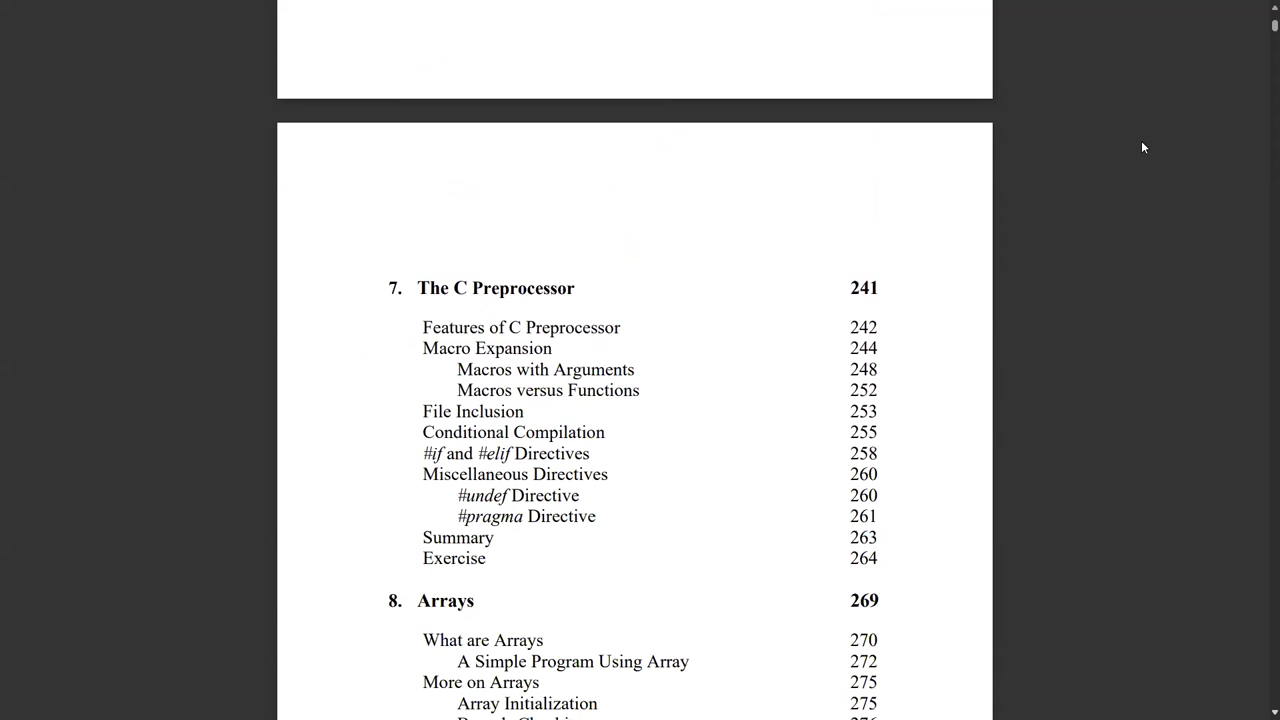 7. The C Preprocessor 241
Features of C Preprocessor 242
Macro Expansion 244
Macros with Arguments 248
Macros versus Functions 252
File Inclusion 253
Conditional Compilation 255
#if and #elif Directives 258
Miscellaneous Directives 260
#undef Directive 260
#pragma Directive 261
Summary 263
Exercise 264
8. Arrays 269
What are Arrays 270
A Simple Program Using Array 272
More on Arrays 275
Array Initialization 275